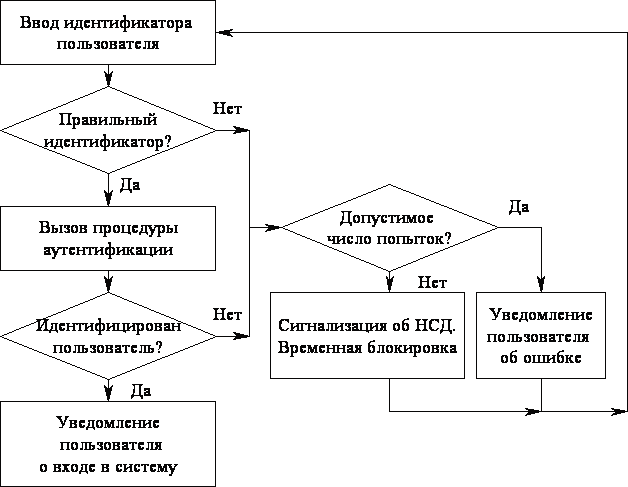 Ввод идентификатора
пользователя
Правильный
идентификатор?
Нет
Да
Вызов процедуры
аутентификации
Идентифицирован
пользователь?
Нет
Да
Уведомление
пользователя
о входе в систему
Допустимое
число попыток?
Да
Нет
Сигнализация об НСД.
Временная блокировка
Уведомление
пользователя
об ошибке